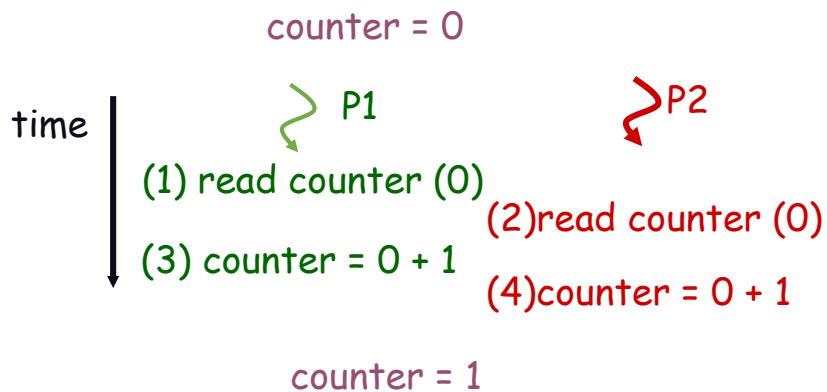 counter = 0
time
P1
P2
(1) read counter (0)
(2)read counter (0)
(3) counter = 0 + 1
(4)counter = 0 + 1
counter = 1